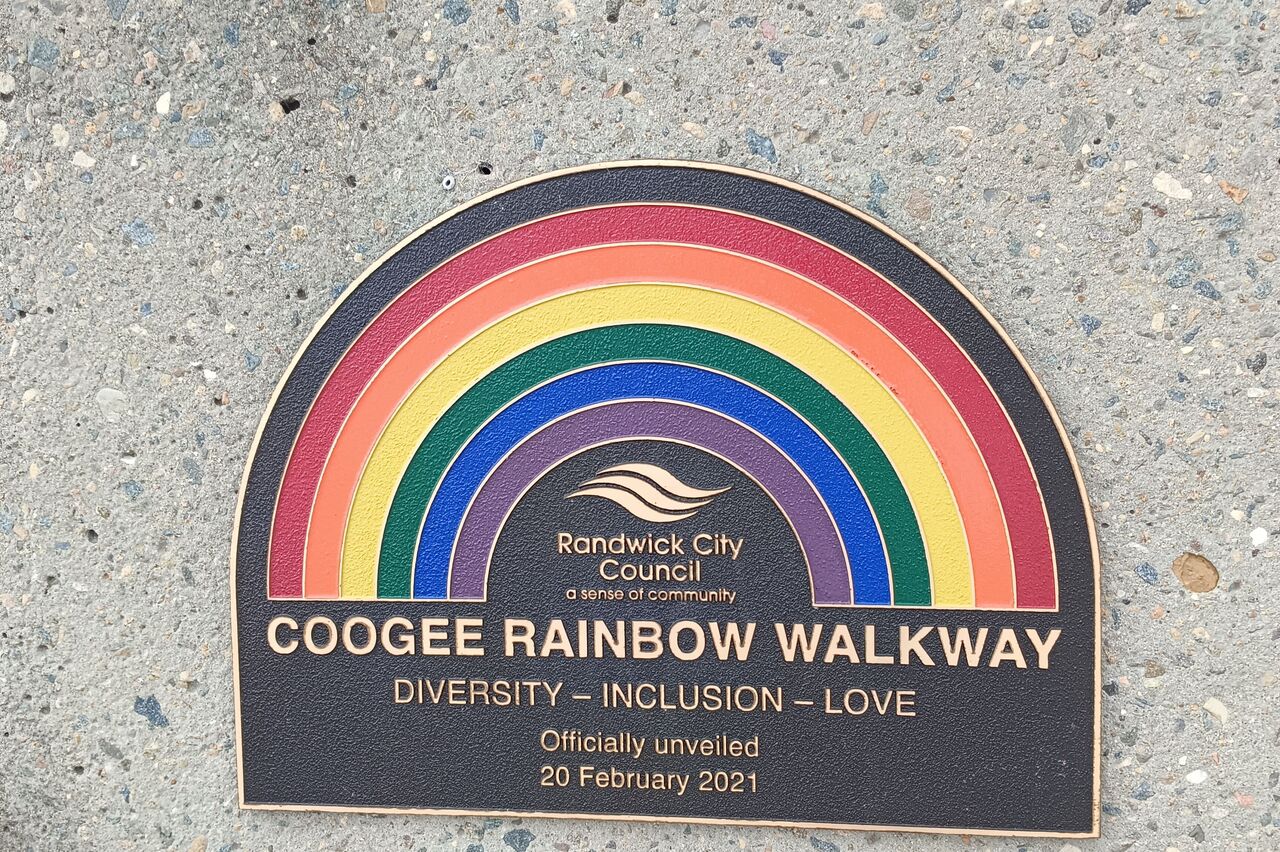 Randwick City
Council
a sense of community
COOGEE RAINBOW WALKWAY
DIVERSITY – INCLUSION – LOVE
Officially unveiled
20 February 2021